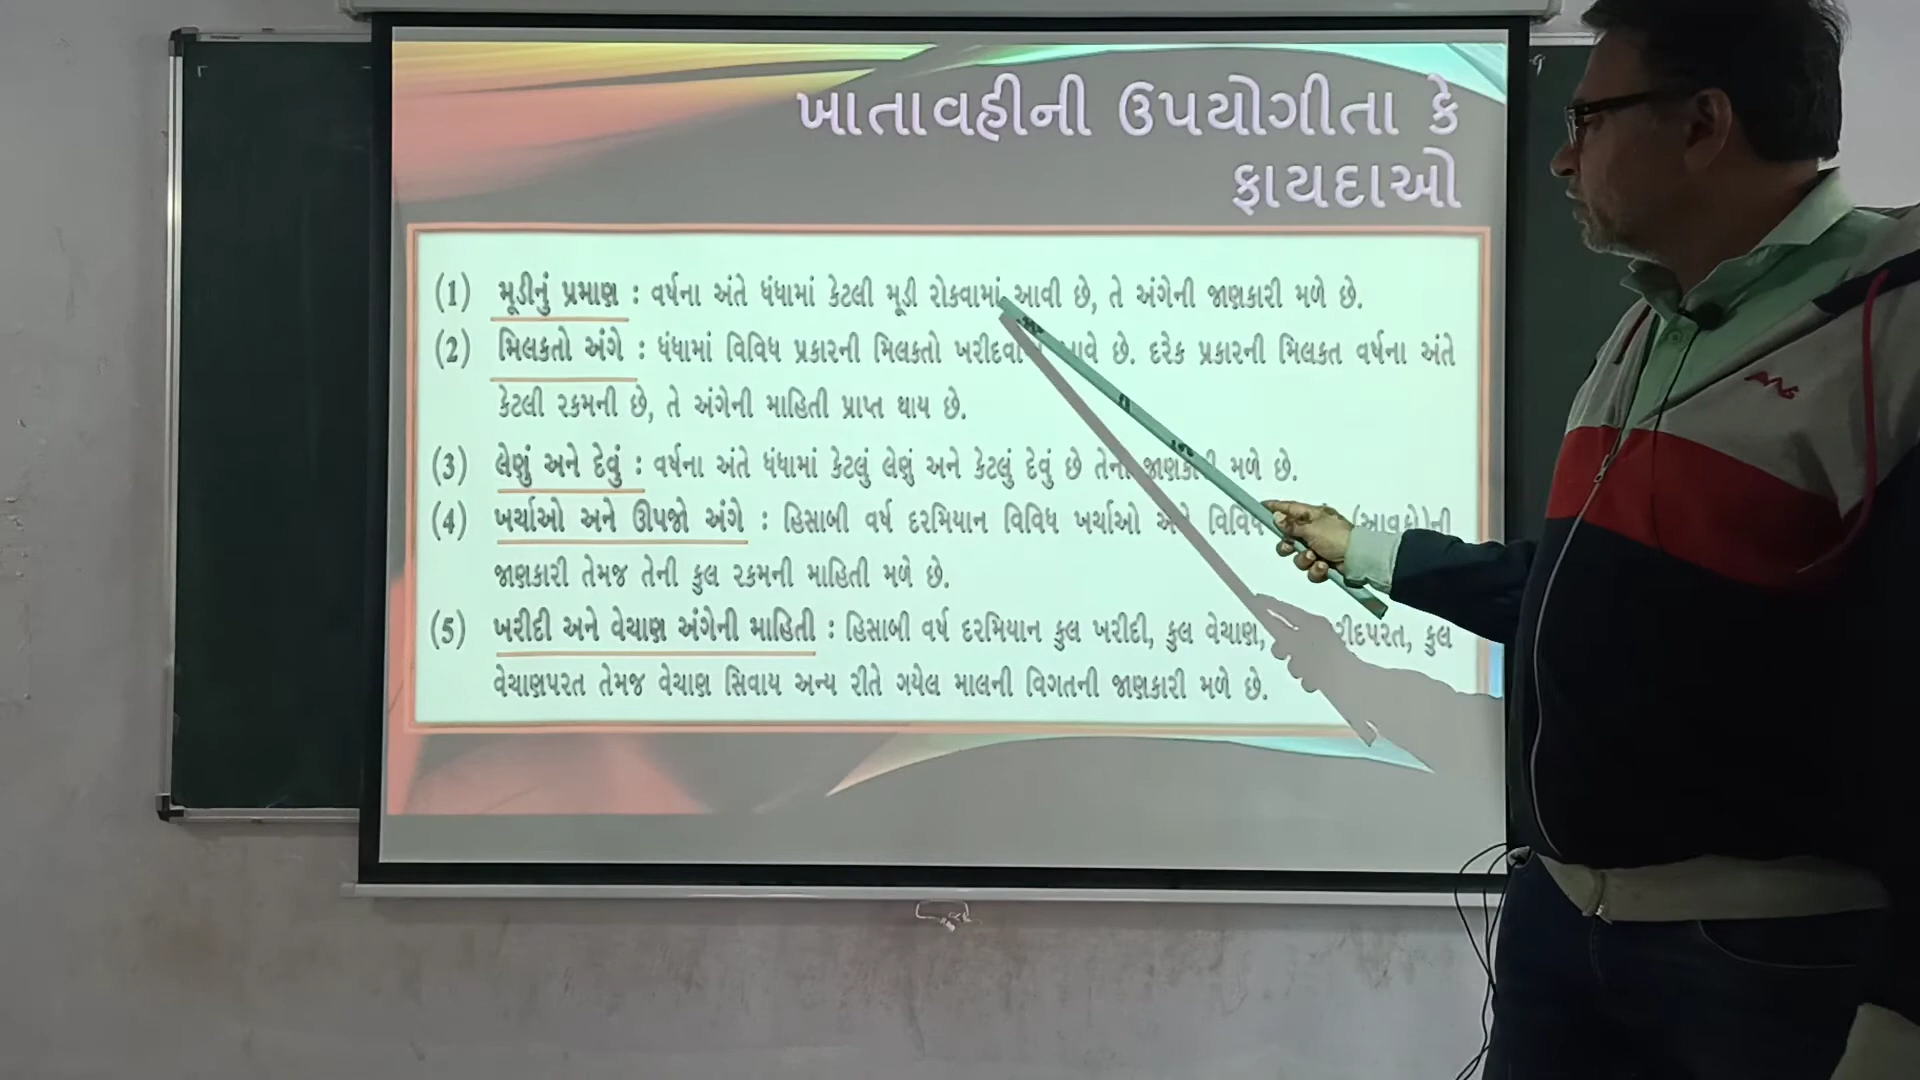 ખાતાવહીની ઉપયોગીતા કે
ફાયદાઓ
(1) મૂડીનું પ્રમાણ : વર્ષના અંતે ધંધામાં કેટલી મૂડી રોકવામાં આવી છે, તે અંગેની જાણકારી મળે છે.
(2) મિલકતો અંગે : ધંધામાં વિવિધ પ્રકારની મિલકતો છે. દરેક પ્રકારની મિલકત વર્ષના અંતે
કેટલી રકમની છે, તે અંગેની માહિતી પ્રાપ્ત થાય છે.
(3) લેણું અને દેવું : વર્ષના અંતે ધંધામાં કેટલું લેણું અને કેટલું દેવું છે મળે છે.
(4) ખર્ચાઓ અને ઊપજો અંગે : હિસાબી વર્ષ દરમિયાન વિવિધ ખર્ચાઓ અને વિવિધ
જાણકારી તેમજ તેની કુલ રકમની માહિતી મળે છે.
(5) ખરીદી અને વેચાણ અંગેની માહિતી : હિસાબી વર્ષ દરમિયાન કુલ ખરીદી, કુલ વેચાણ, કુલ
વેચાણપરત તેમજ વેચાણ સિવાય અન્ય રીતે ગયેલ માલની વિગતની જાણકારી મળે છે.